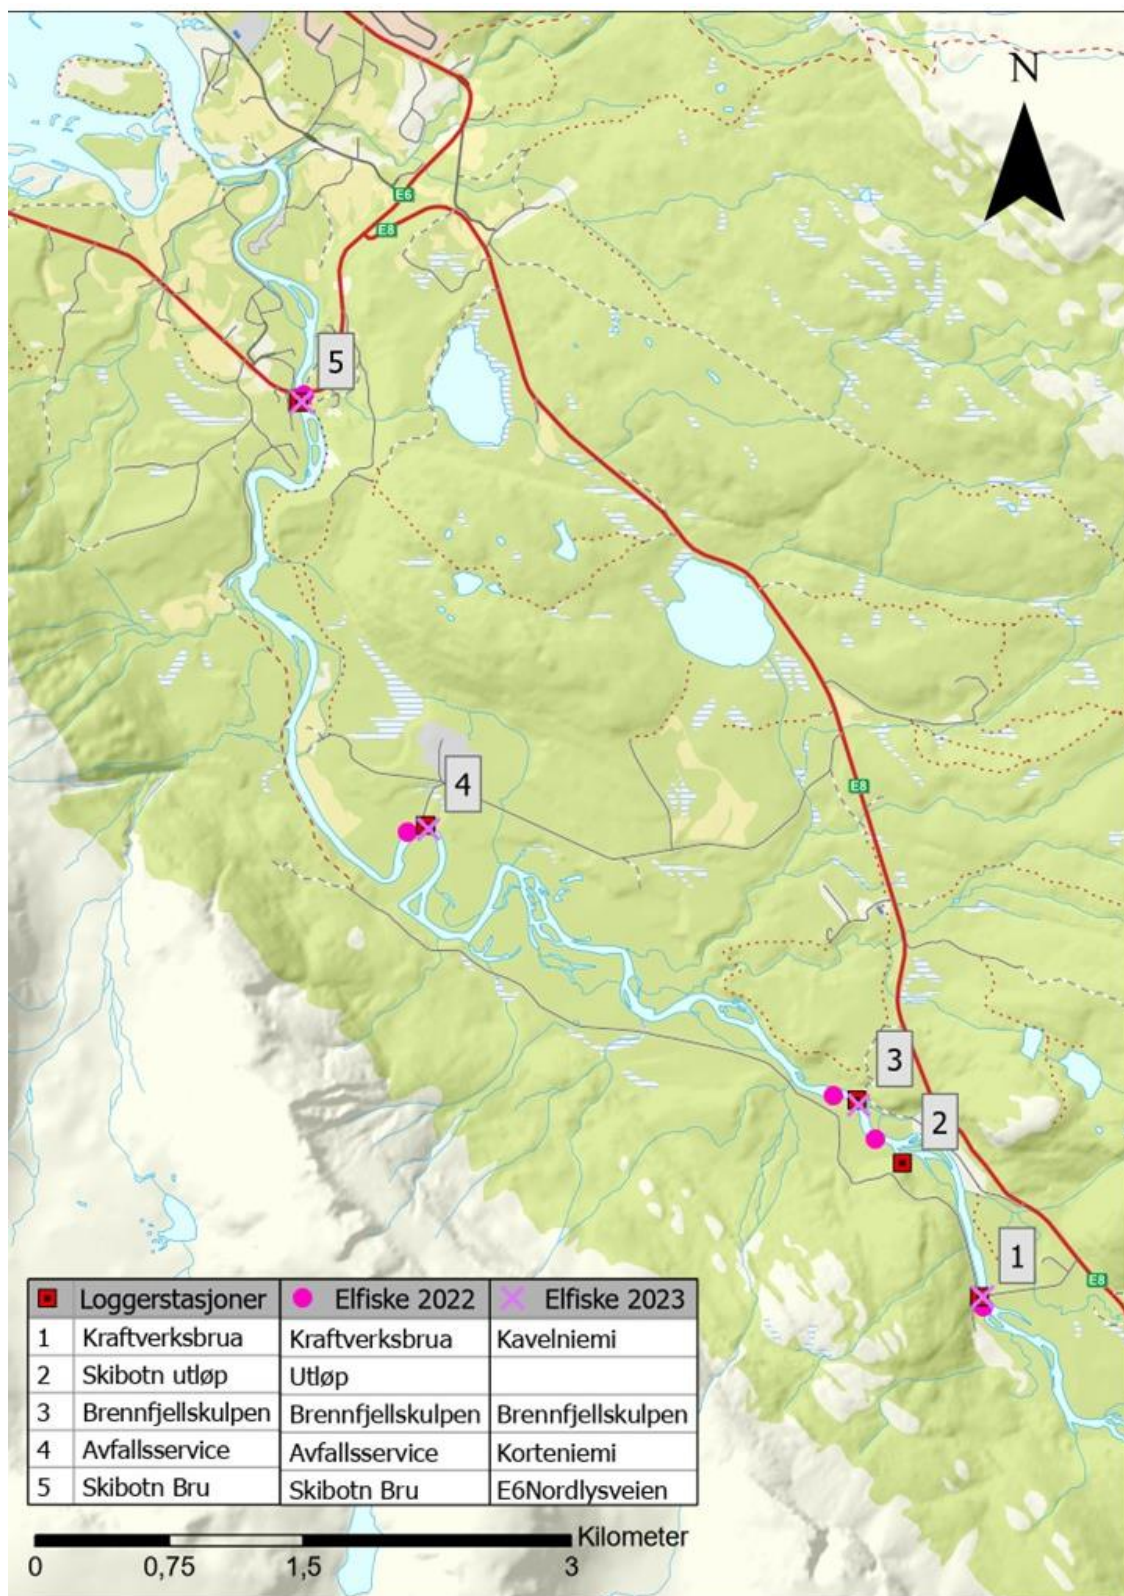 N
E6
E8
5
4
E8
3
2
1
E8
Loggerstasjoner Elfiske 2022 Elfiske 2023
1 Kraftverksbrua Kraftverksbrua Kavelniemi
2 Skibotn utløp Utløp
3 Brennfjellskulpen Brennfjellskulpen Brennfjellskulpen
4 Avfallsservice Avfallsservice Korteniemi
5 Skibotn Bru Skibotn Bru E6Nordlysveien
Kilometer
0 0,75 1,5 3